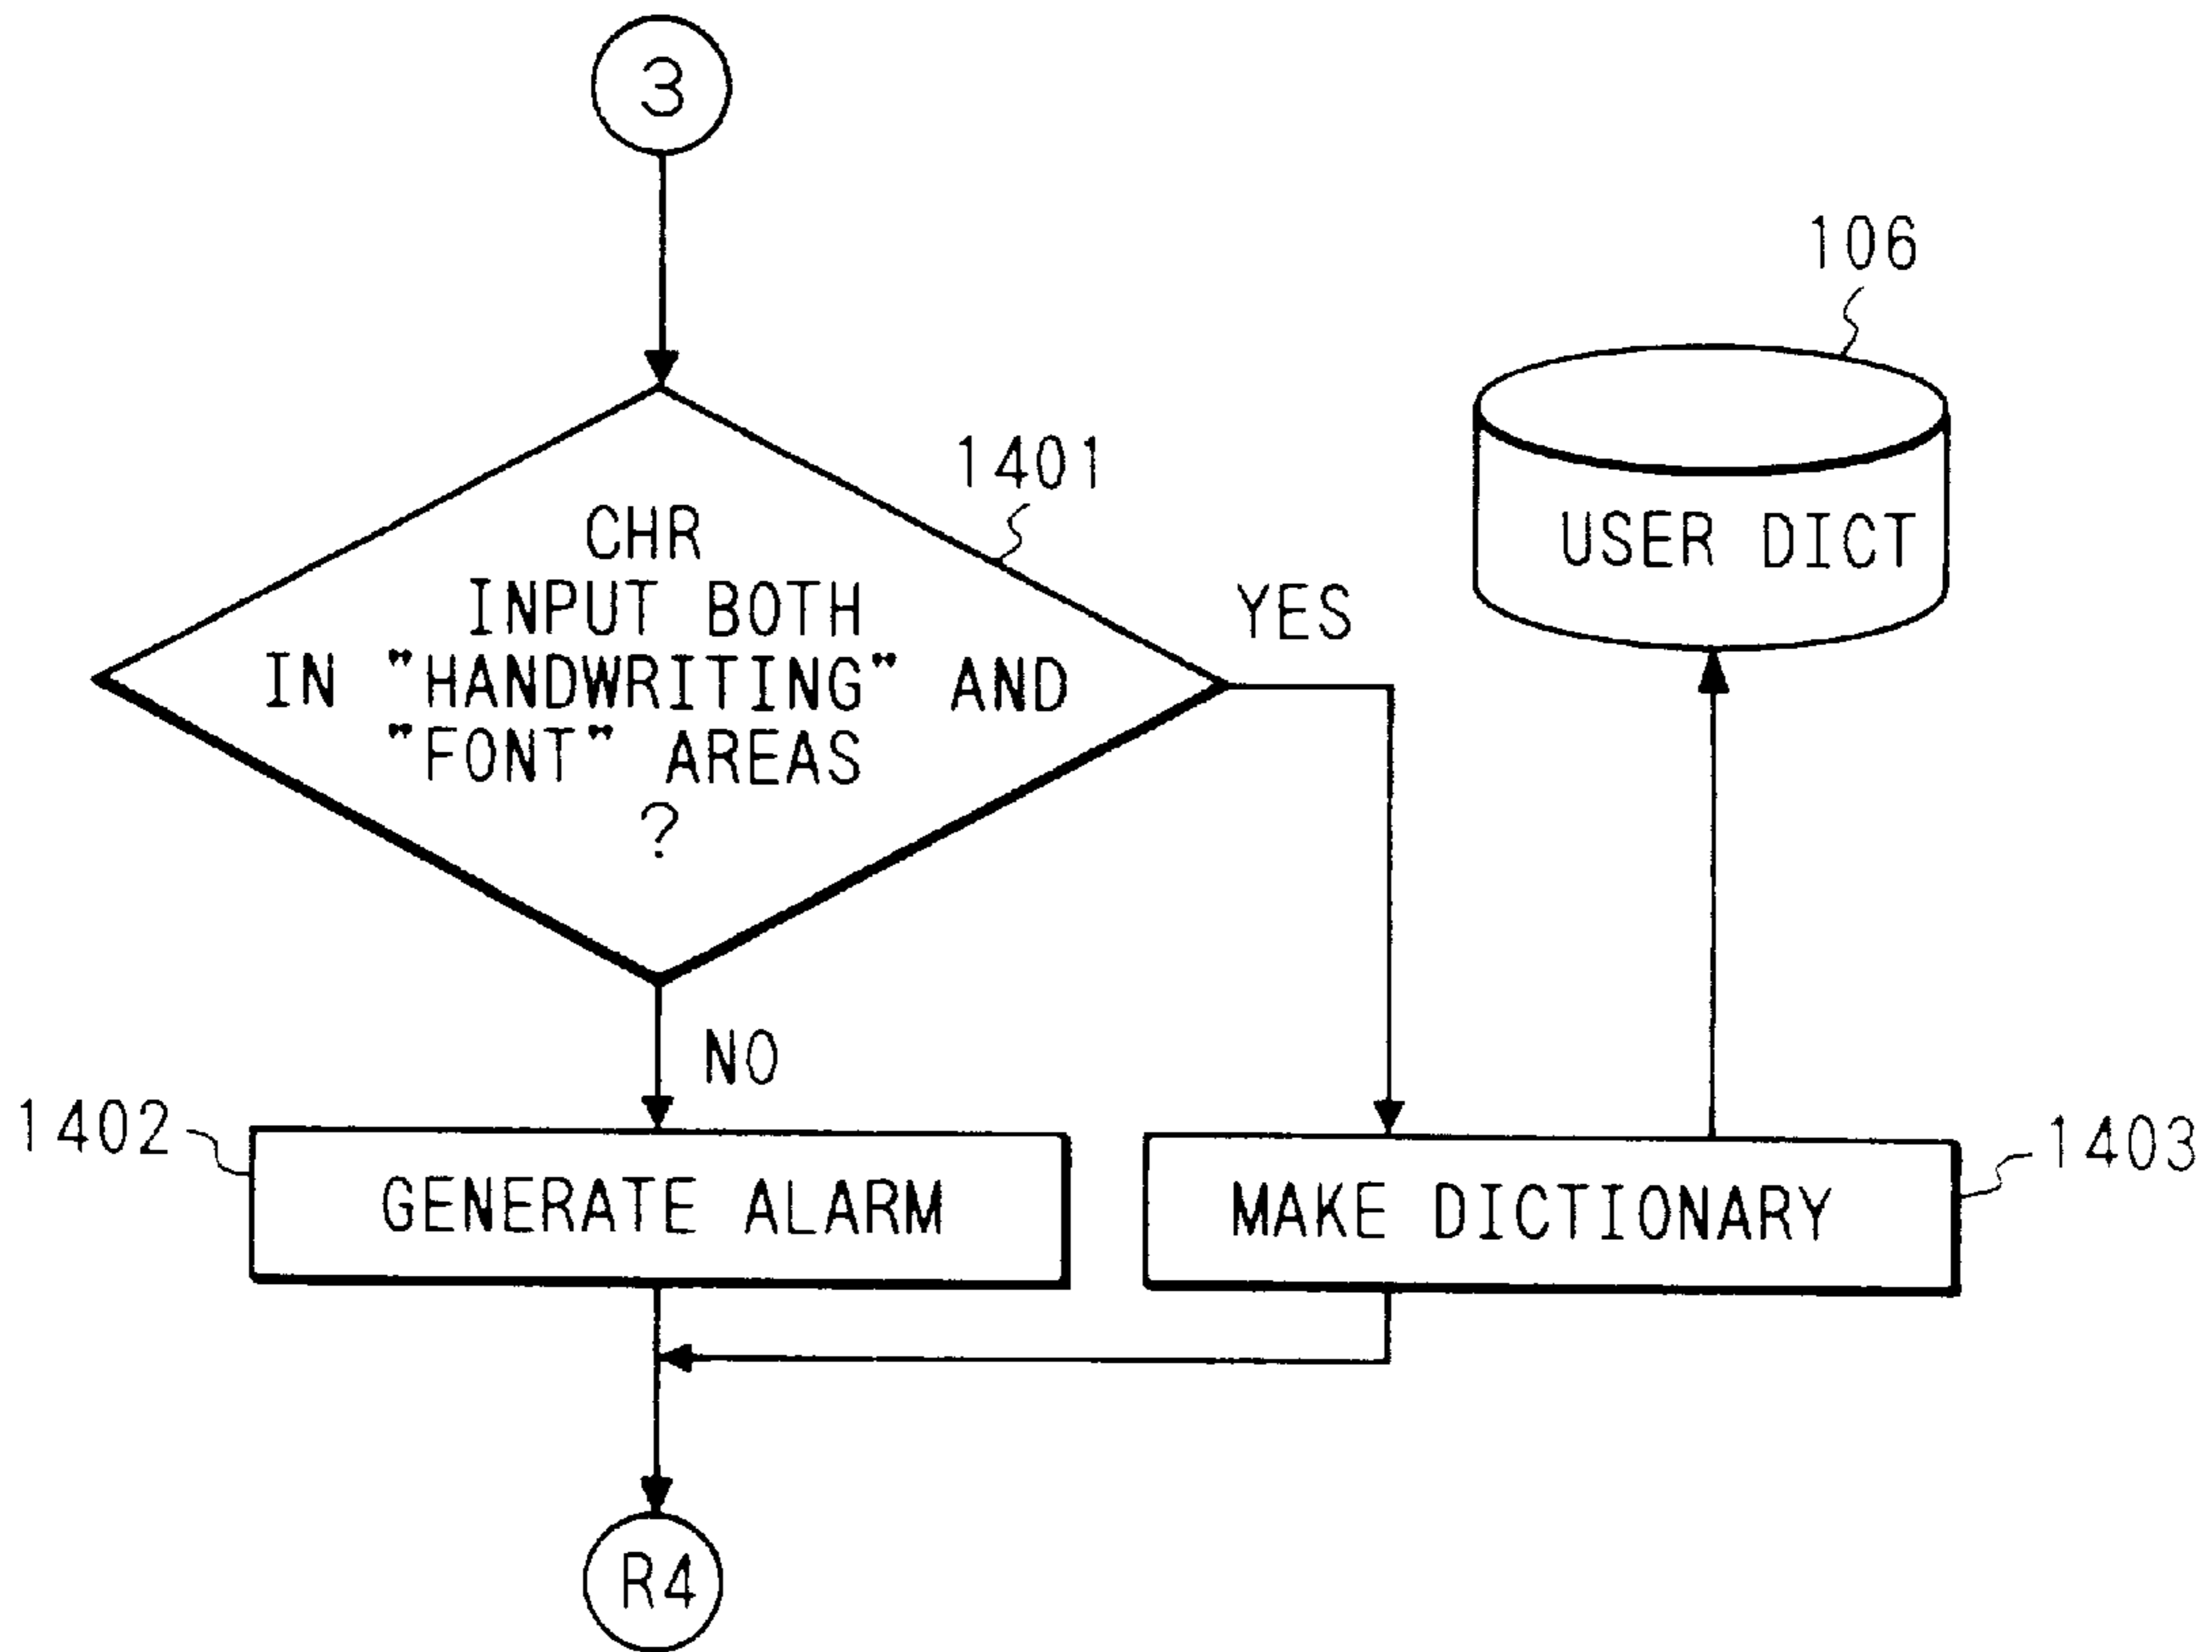 3
106
1401
CHR
INPUT BOTH
IN "HANDWRITING" AND
"FONT" AREAS
?
YES
USER DICT
NO
1402
GENERATE ALARM
MAKE DICTIONARY
1403
R4